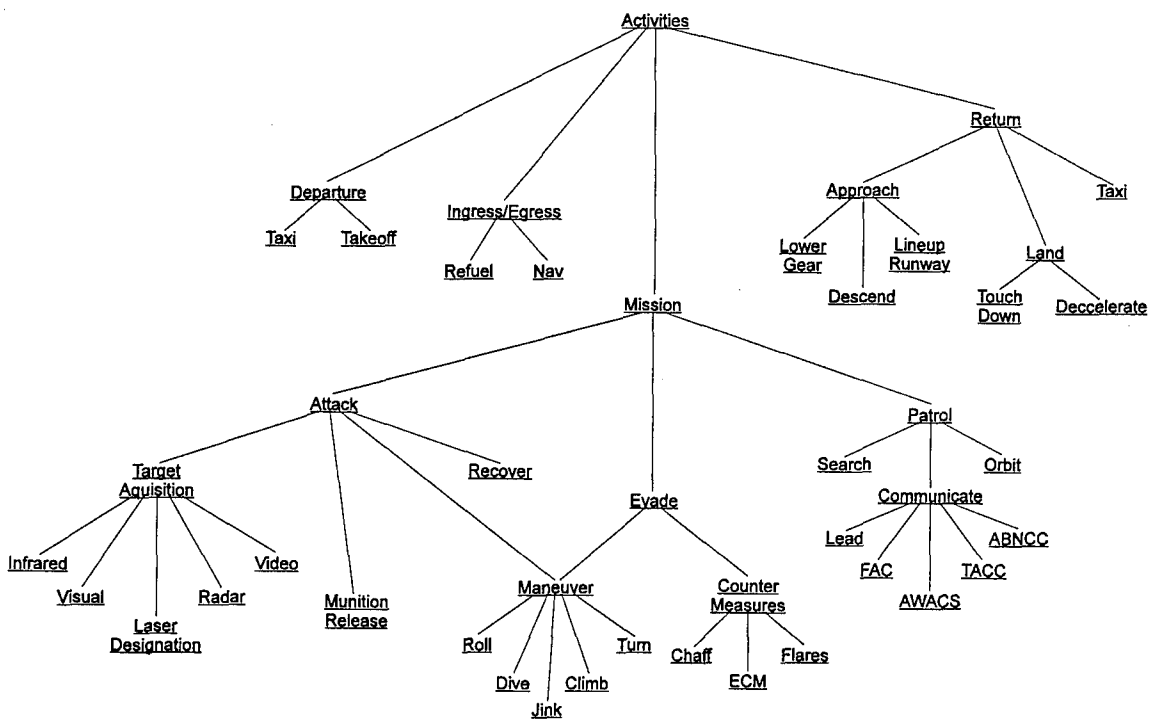 Activities
Return
Departure
Ingress/Egress
Approach
Taxi
Taxi
Takeoff
Refuel
Nav
Lower
Gear
Lineup
Runway
Land
Descend
Touch
Down
Deccelerate
Mission
Attack
Patrol
Target
Aquisition
Recover
Search
Orbit
Evade
Communicate
Infrared
Video
Lead
ABNCC
Visual
Radar
FAC
TACC
AWACS
Laser
Designation
Munition
Release
Maneuver
Counter
Measures
Roll
Turn
Chaff
Flares
Dive
Climb
ECM
Jink